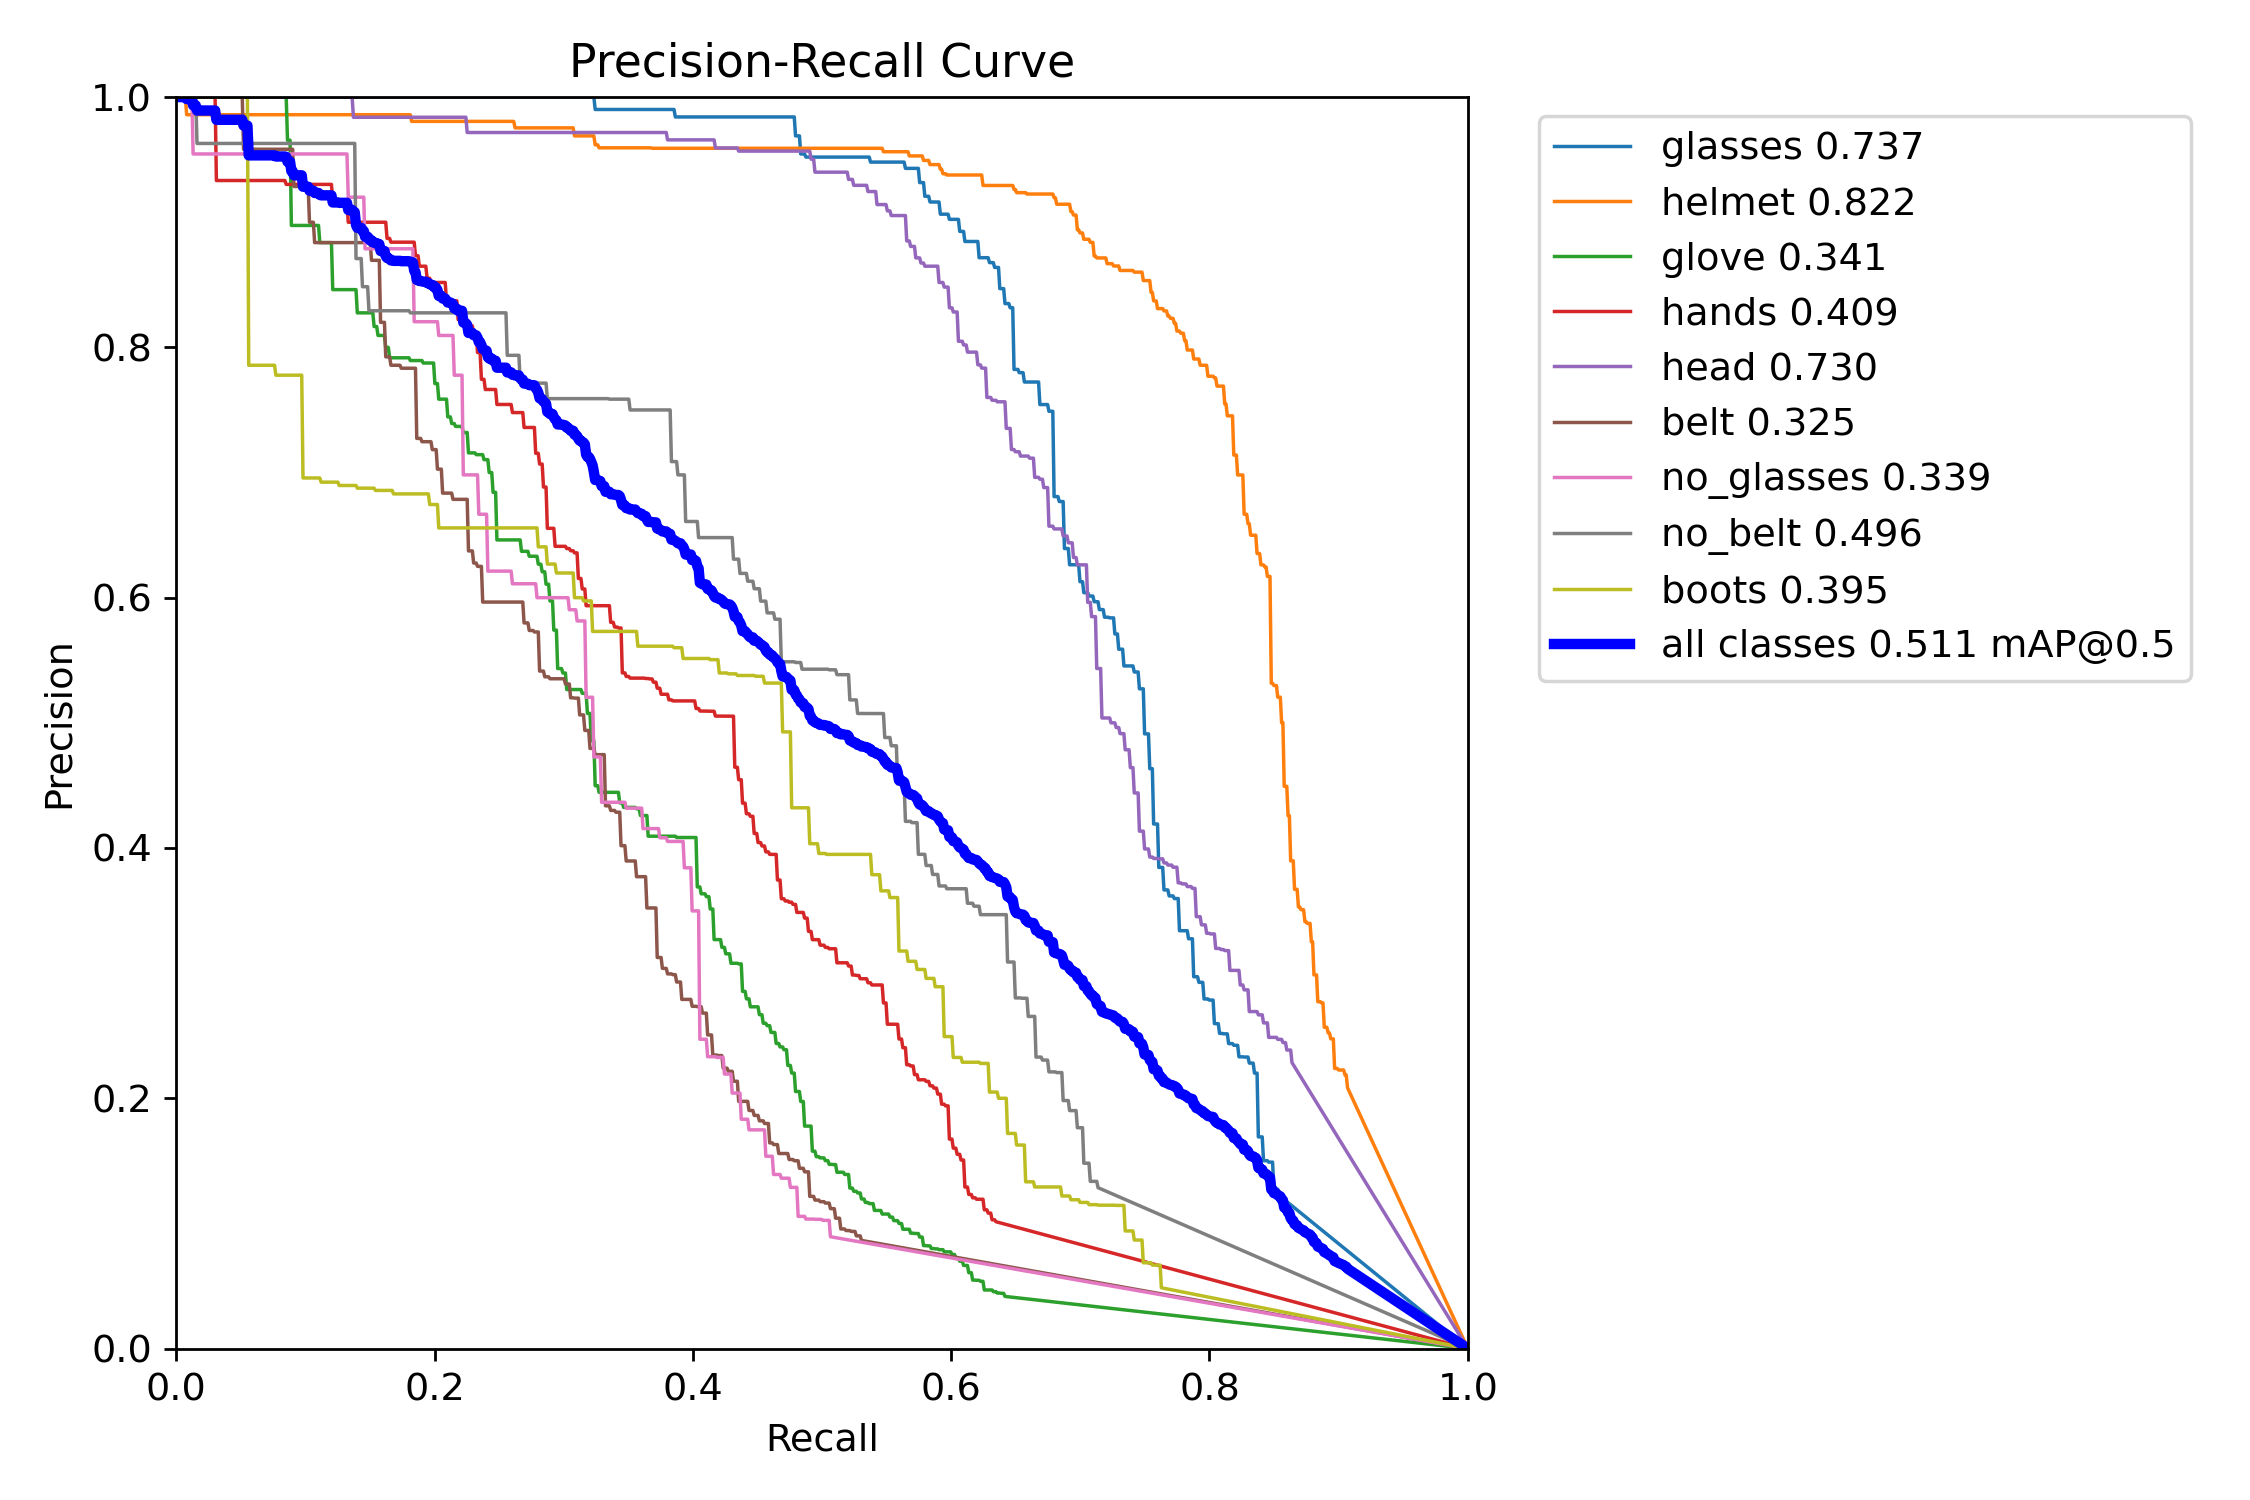 Precision-Recall Curve
1.0
0.8
0.6
0.4
0.2
0.0
Precision
0.0 0.2 0.4 0.6 0.8 1.0
Recall
glasses 0.737
helmet 0.822
glove 0.341
hands 0.409
head 0.730
belt 0.325
no_glasses 0.339
no_belt 0.496
boots 0.395
all classes 0.511 mAP@0.5